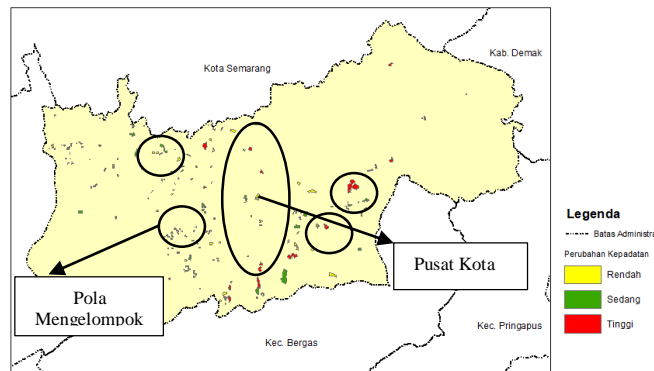 Kab. Demak
Kota Semarang
Legenda
Batas Administra
Perubahan Kepadatan
Rendah
Sedang
Tinggi
Pusat Kota
Pola
Mengelompok
Kec. Pringapus
Kec. Bergas